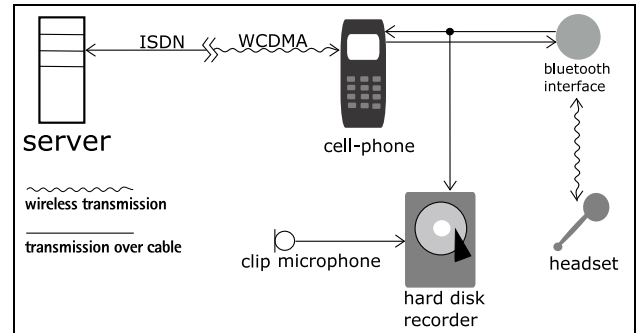 ISDN
WCDMA
server
cell-phone
bluetooth
interface
wireless transmission
transmission over cable
clip microphone
hard disk
recorder
headset